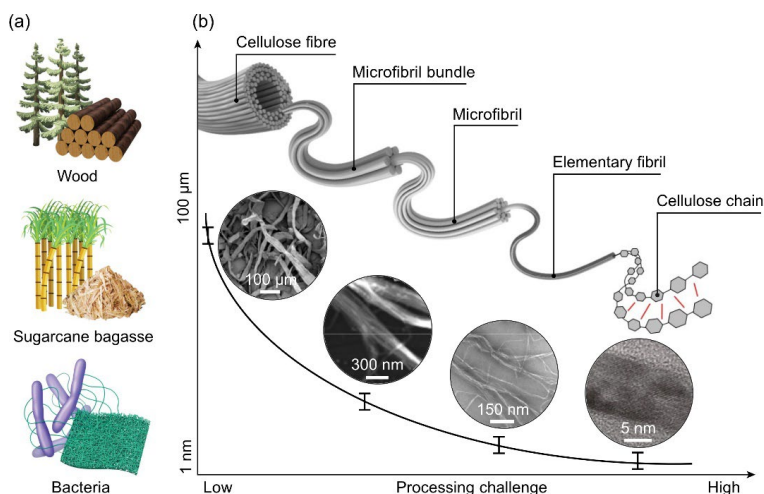 (a)
Wood
Sugarcane bagasse
Bacteria
(b)
Cellulose fibre
Microfibril bundle
Microfibril
Elementary fibril
Cellulose chain
100 μm
100 μm
300 nm
150 nm
5 nm
1 nm
Low
Processing challenge
High